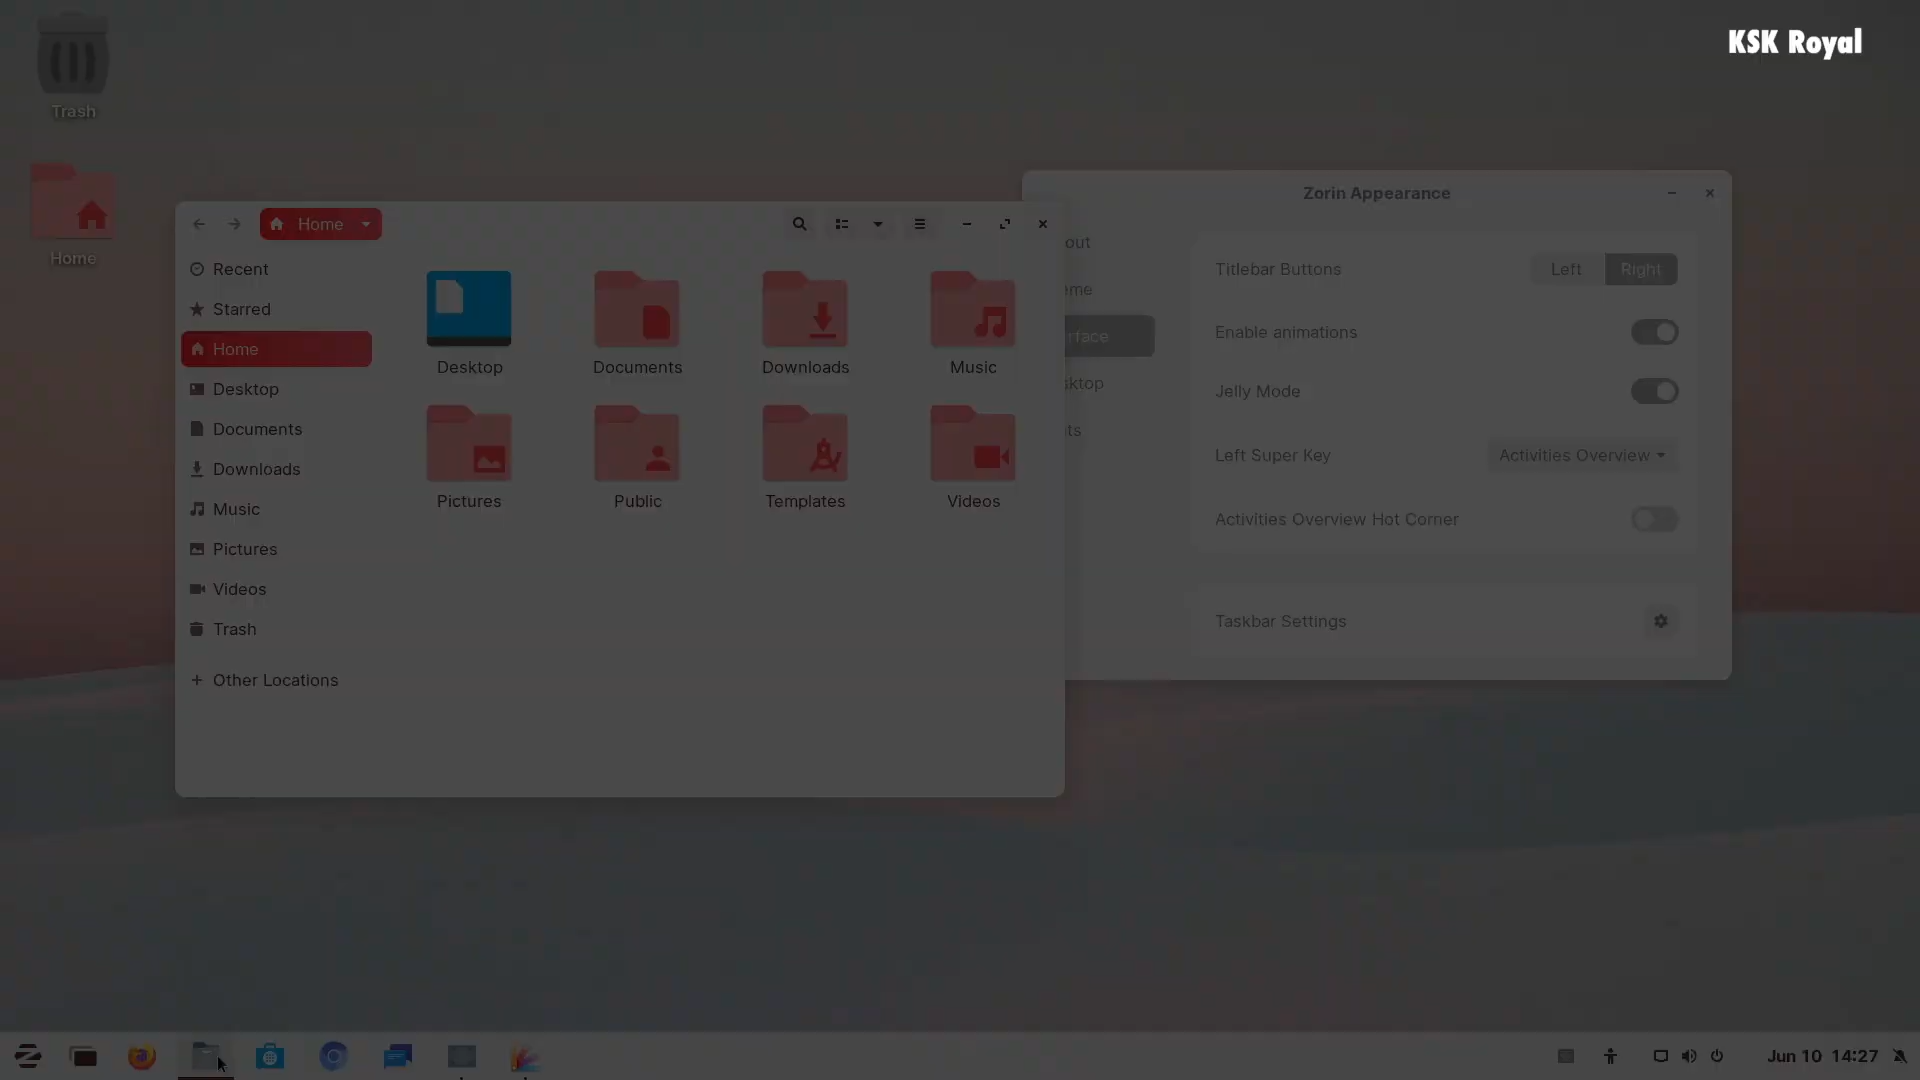 KSK Royal
Trash
Home
Home
Recent
Starred
Home
Desktop
Documents
Downloads
Music
Pictures
Videos
Trash
Other Locations
Desktop
Documents
Downloads
Music
Pictures
Public
Templates
Videos
Zorin Appearance
out
eme
rface
ktop
ts
Titlebar Buttons
Left
Right
Enable animations
Jelly Mode
Left Super Key
Activities Overview
Activities Overview Hot Corner
Taskbar Settings
Jun 10 14:27